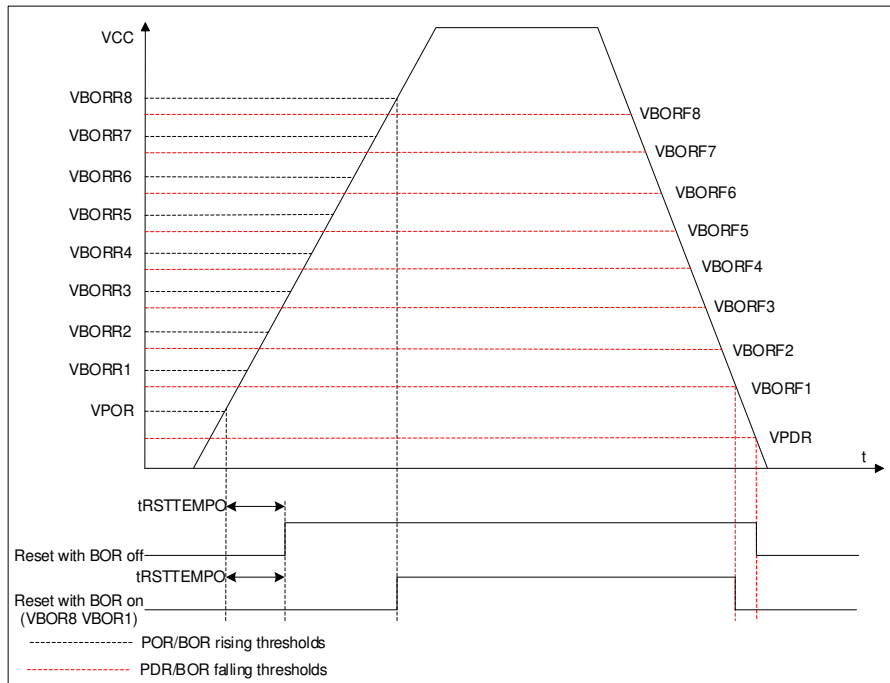 VCC
VBORR8
VBORF8
VBORR7
VBORF7
VBORR6
VBORF6
VBORR5
VBORF5
VBORR4
VBORF4
VBORR3
VBORF3
VBORR2
VBORF2
VBORR1
VBORF1
VPOR
VPDR
t
tRSTTEMPO
Reset with BOR off
tRSTTEMPO
Reset with BOR on
(VBOR8 VBOR1)
POR/BOR rising thresholds
PDR/BOR falling thresholds